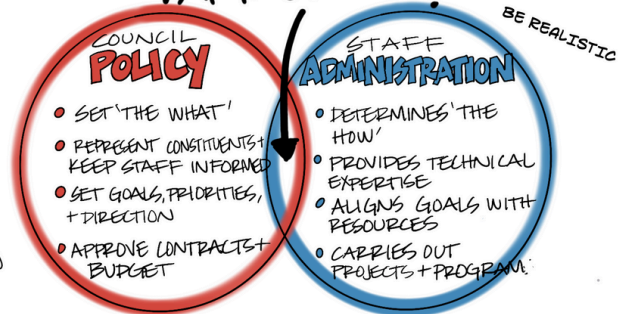 BE REALISTIC
COUNCIL
POLICY
• SET 'THE WHAT'
• REPRESENT CONSTITUENTS +
KEEP STAFF INFORMED
• SET GOALS, PRIORITIES,
+ DIRECTION
• APPROVE CONTRACTS +
BUDGET
STAFF
ADMINISTRATION
• DETERMINES 'THE
HOW'
• PROVIDES TECHNICAL
EXPERTISE
• ALIGNS GOALS WITH
RESOURCES
• CARRIES OUT
PROJECTS + PROGRAM